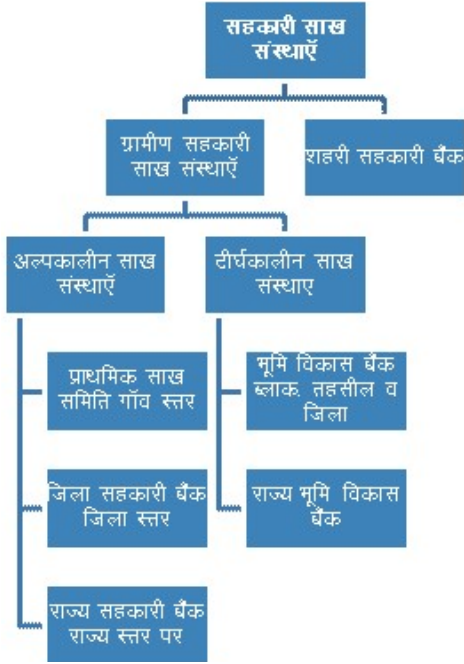 सहकारी साख
संस्थाऍ
ग्रामीण सहकारी
साख संस्थाऍ
शहरी सहकारी बैंक
अल्पकालीन साख
संस्थाऍ
दीर्घकालीन साख
संस्थाए
प्राथमिक साख
समिति गॉव स्तर
भूमि विकास बैंक
ब्लाक, तहसील व
जिला
जिला सहकारी बैंक
जिला स्तर
राज्य भूमि विकास
बैंक
राज्य सहकारी बैंक
राज्य स्तर पर